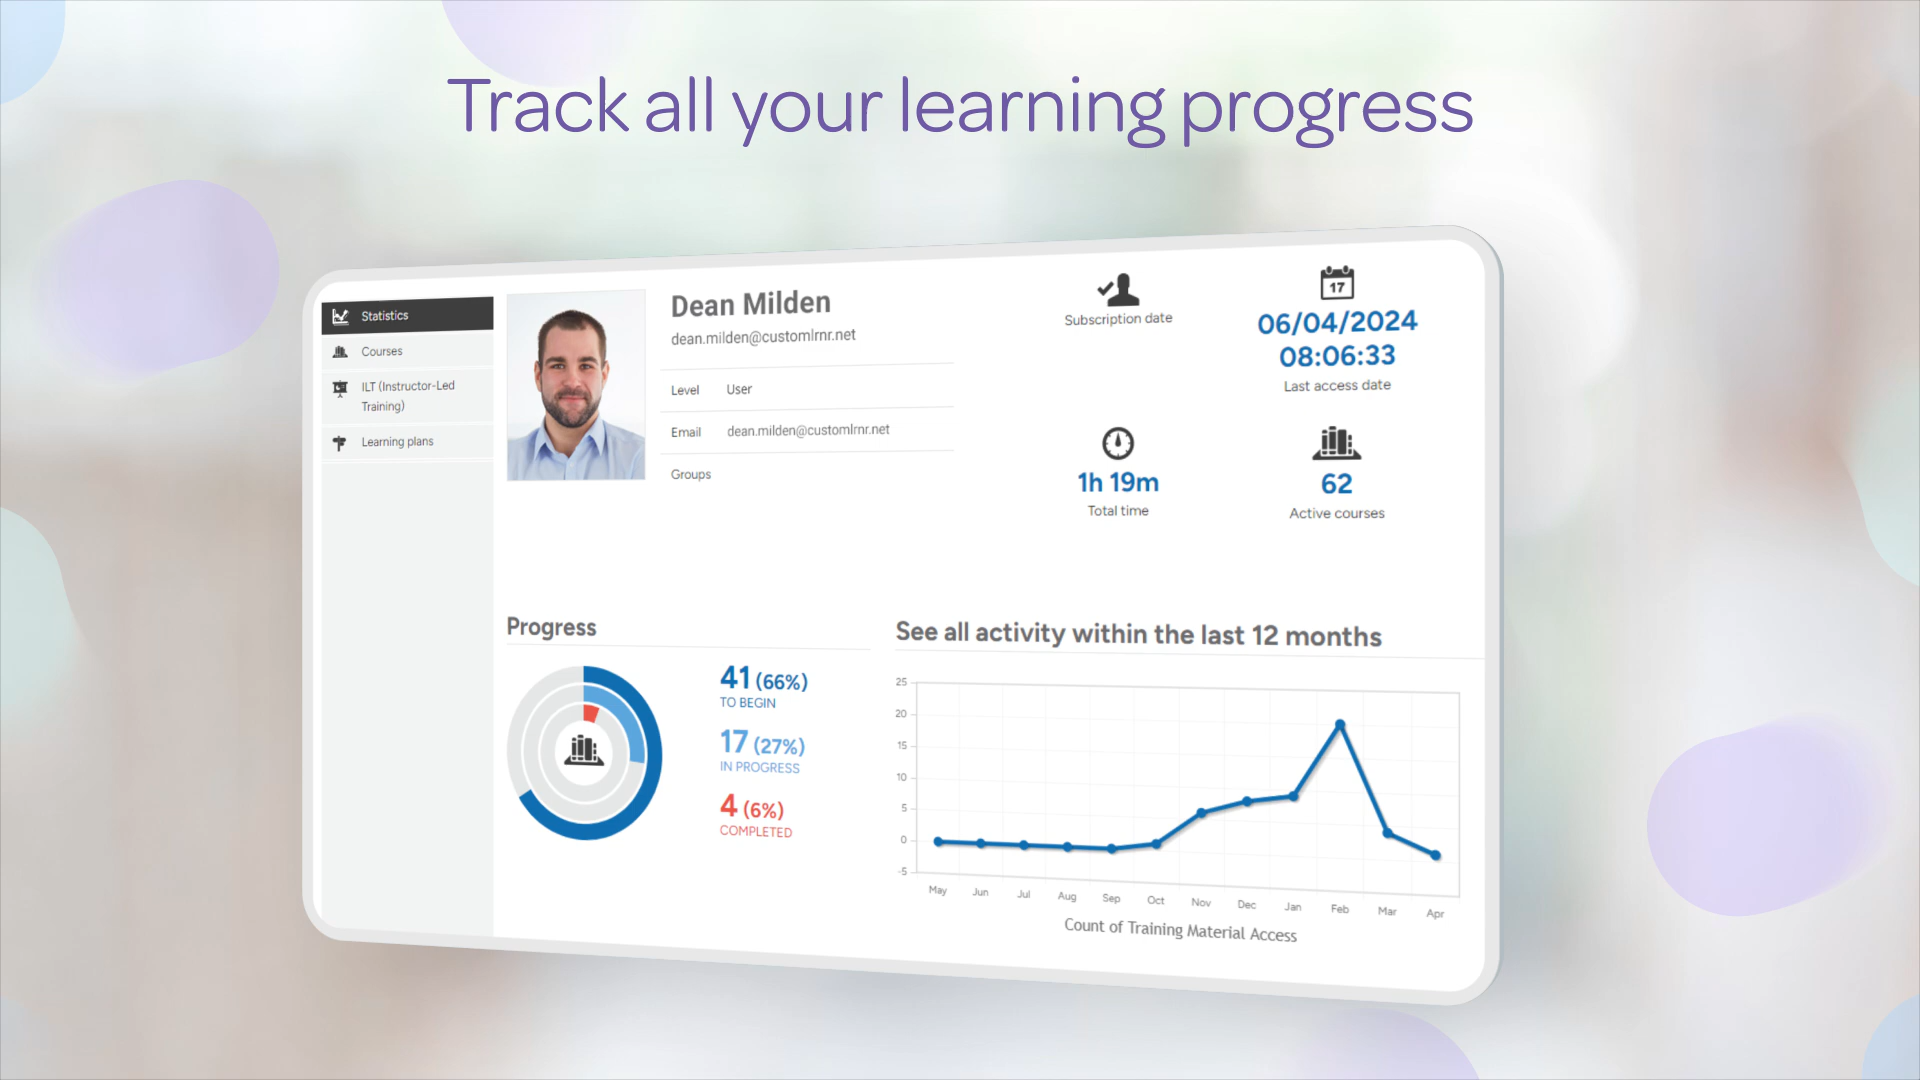 Track all your learning progress
Statistics
Courses
ILT (Instructor-Led
Training)
Learning plans
Dean Milden
dean.milden@customlrnr.net
Level User
Email dean.milden@customlrnr.net
Groups
Subscription date
17
06/04/2024
08:06:33
Last access date
1h 19m
Total time
62
Active courses
Progress
41 (66%)
TO BEGIN
17 (27%)
IN PROGRESS
4 (6%)
COMPLETED
See all activity within the last 12 months
25
20
15
10
5
0
-5
May Jun Jul Aug Sep Oct Nov Dec Jan Feb Mar Apr
Count of Training Material Access